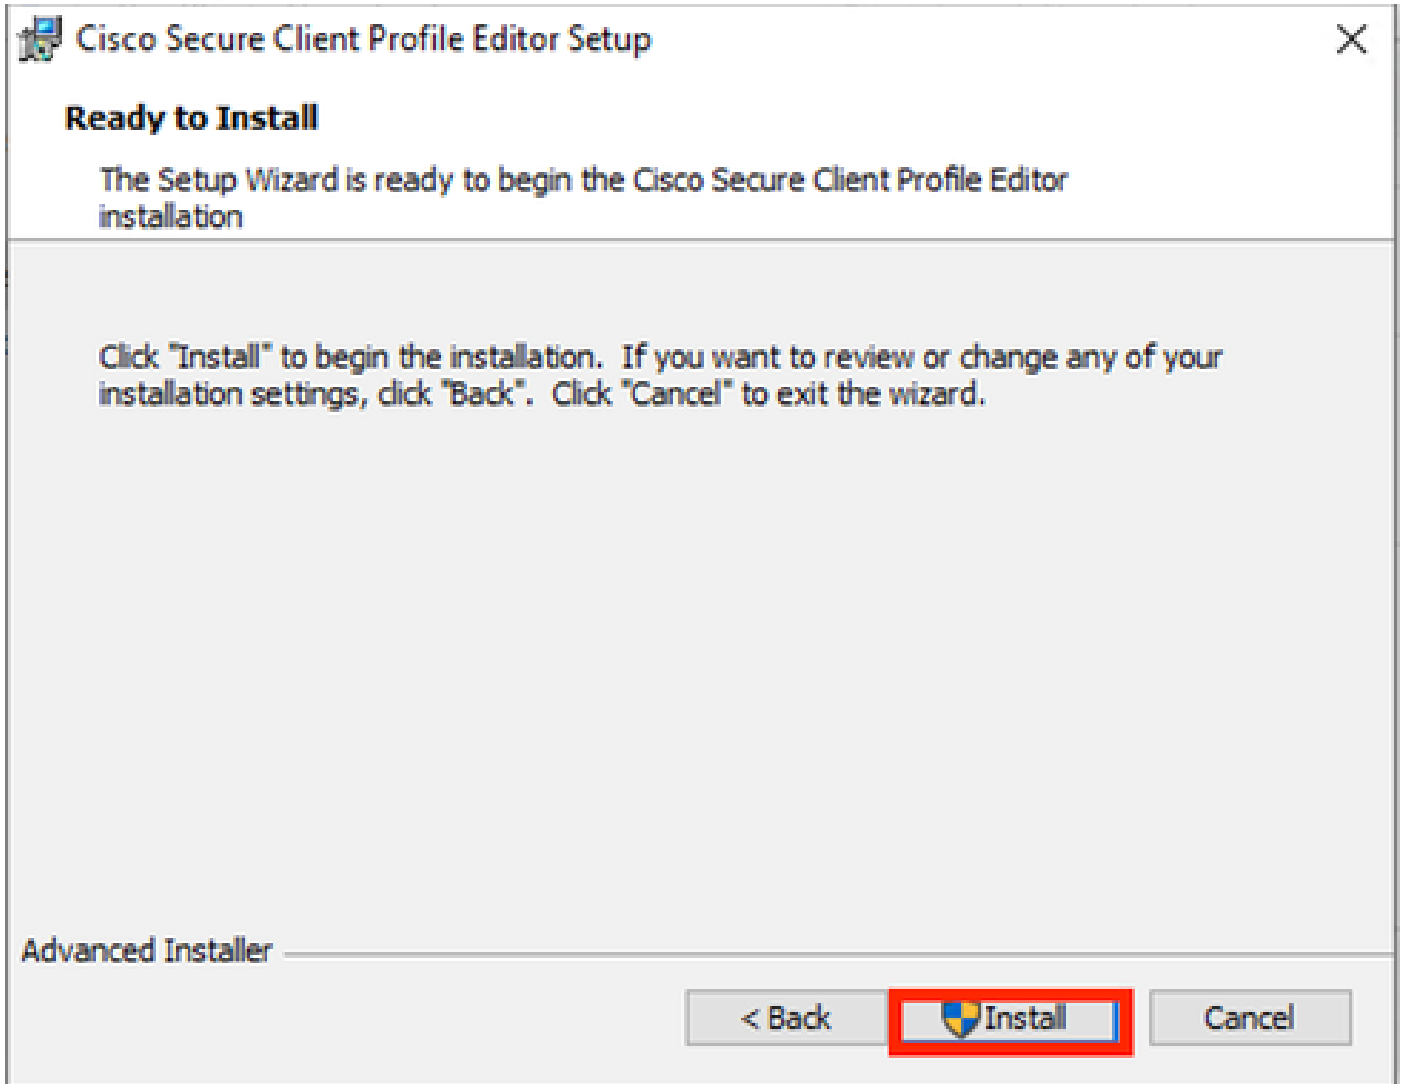 Cisco Secure Client Profile Editor Setup
Ready to Install
The Setup Wizard is ready to begin the Cisco Secure Client Profile Editor
installation
Click "Install" to begin the installation.  If you want to review or change any of your
installation settings, click "Back".  Click "Cancel" to exit the wizard.
Advanced Installer
< Back
Install
Cancel